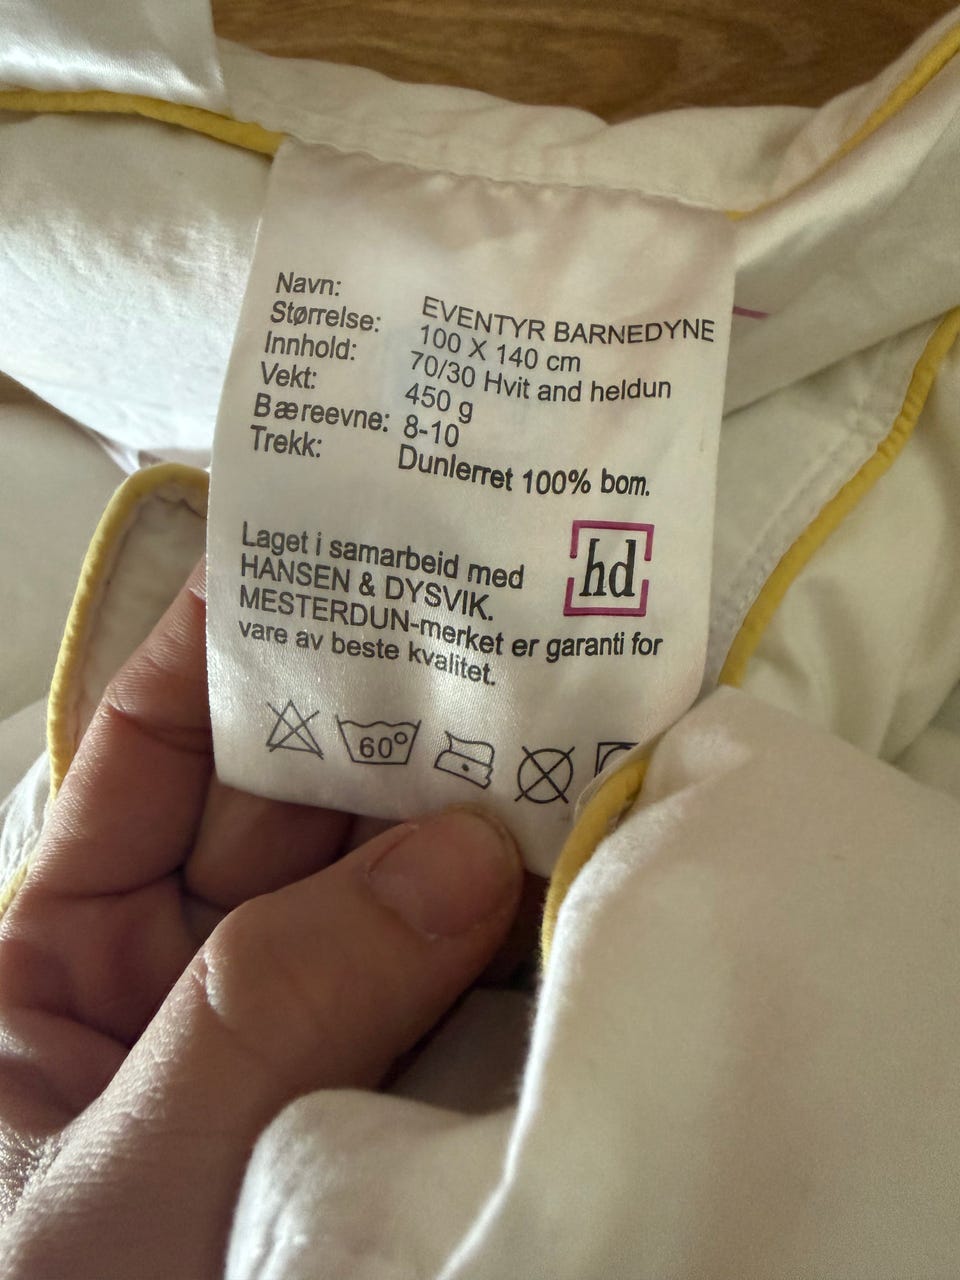 Navn: EVENTYR BARNEDYNE
Størrelse: 100 X 140 cm
Innhold: 70/30 Hvit and heldun
Vekt: 450 g
Bæreevne: 8-10
Trekk: Dunlerret 100% bom.
Laget i samarbeid med
HANSEN & DYSVIK.
MESTERDUN-merket er garanti for
vare av beste kvalitet.
hd
60°